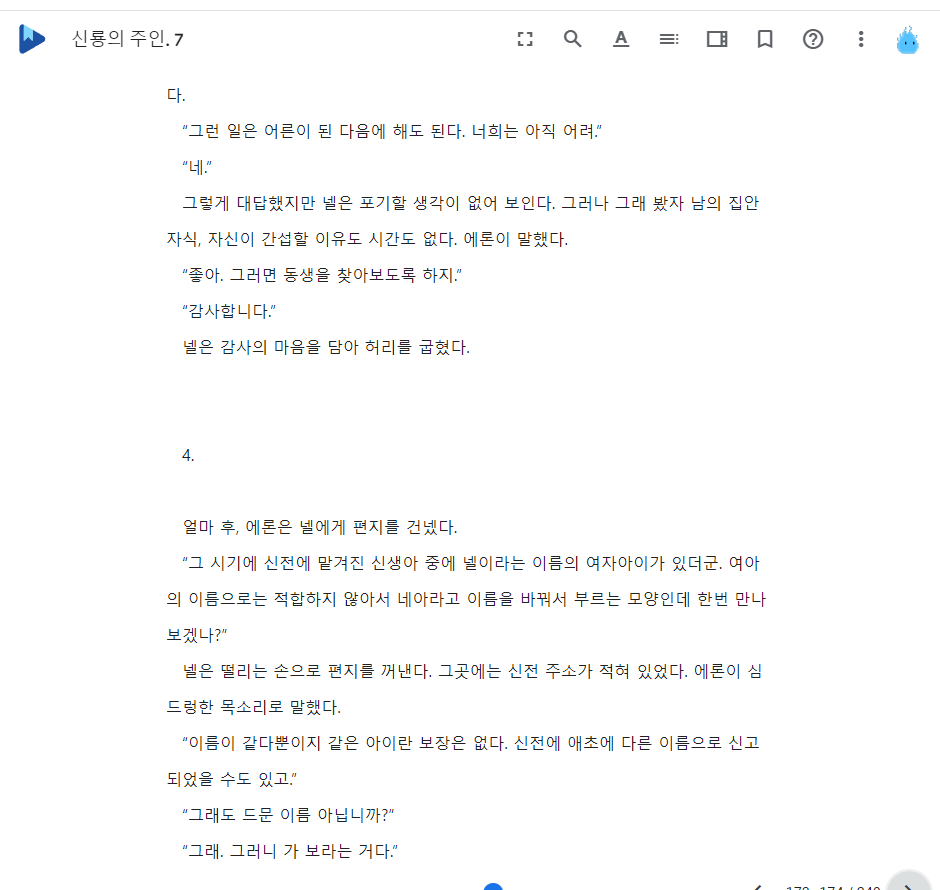 신룡의 주인. 7
다.
“그런 일은 어른이 된 다음에 해도 된다. 너희는 아직 어려.”
“네.”
그렇게 대답했지만 넬은 포기할 생각이 없어 보인다. 그러나 그래 봤자 남의 집안
자식, 자신이 간섭할 이유도 시간도 없다. 에론이 말했다.
“좋아. 그러면 동생을 찾아보도록 하지.”
“감사합니다.”
넬은 감사의 마음을 담아 허리를 굽혔다.
4.
얼마 후, 에론은 넬에게 편지를 건넸다.
“그 시기에 신전에 맡겨진 신생아 중에 넬이라는 이름의 여자아이가 있더군. 여아
의 이름으로는 적합하지 않아서 네아라고 이름을 바꿔서 부르는 모양인데 한번 만나
보겠나?”
넬은 떨리는 손으로 편지를 꺼낸다. 그곳에는 신전 주소가 적혀 있었다. 에론이 심
드렁한 목소리로 말했다.
“이름이 같다뿐이지 같은 아이란 보장은 없다. 신전에 애초에 다른 이름으로 신고
되었을 수도 있고.”
“그래도 드문 이름 아닙니까?”
“그래. 그러니 가 보라는 거다.”